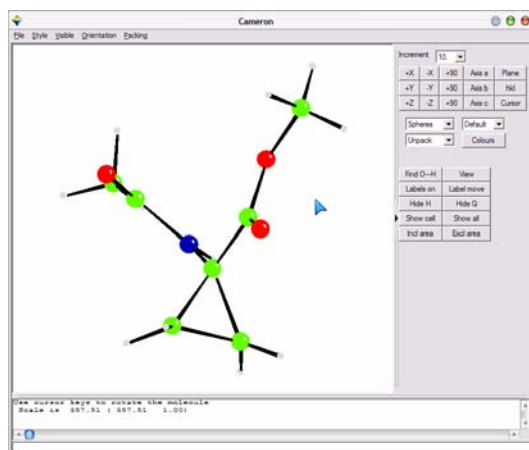 Cameron
File Style Visible Orientation Packing
Increment 10.
+X -X +90 Axis a Plane
+Y -Y +90 Axis b hkl
+Z -Z +90 Axis c Cursor
Spheres Default
Unpack Colours
Find O---H View
Labels on Label move
Hide H Hide Q
Show cell Show all
Incl area Excl area
Use cursor keys to rotate the molecule
Scale is 357.51 ( 357.51 1.00)